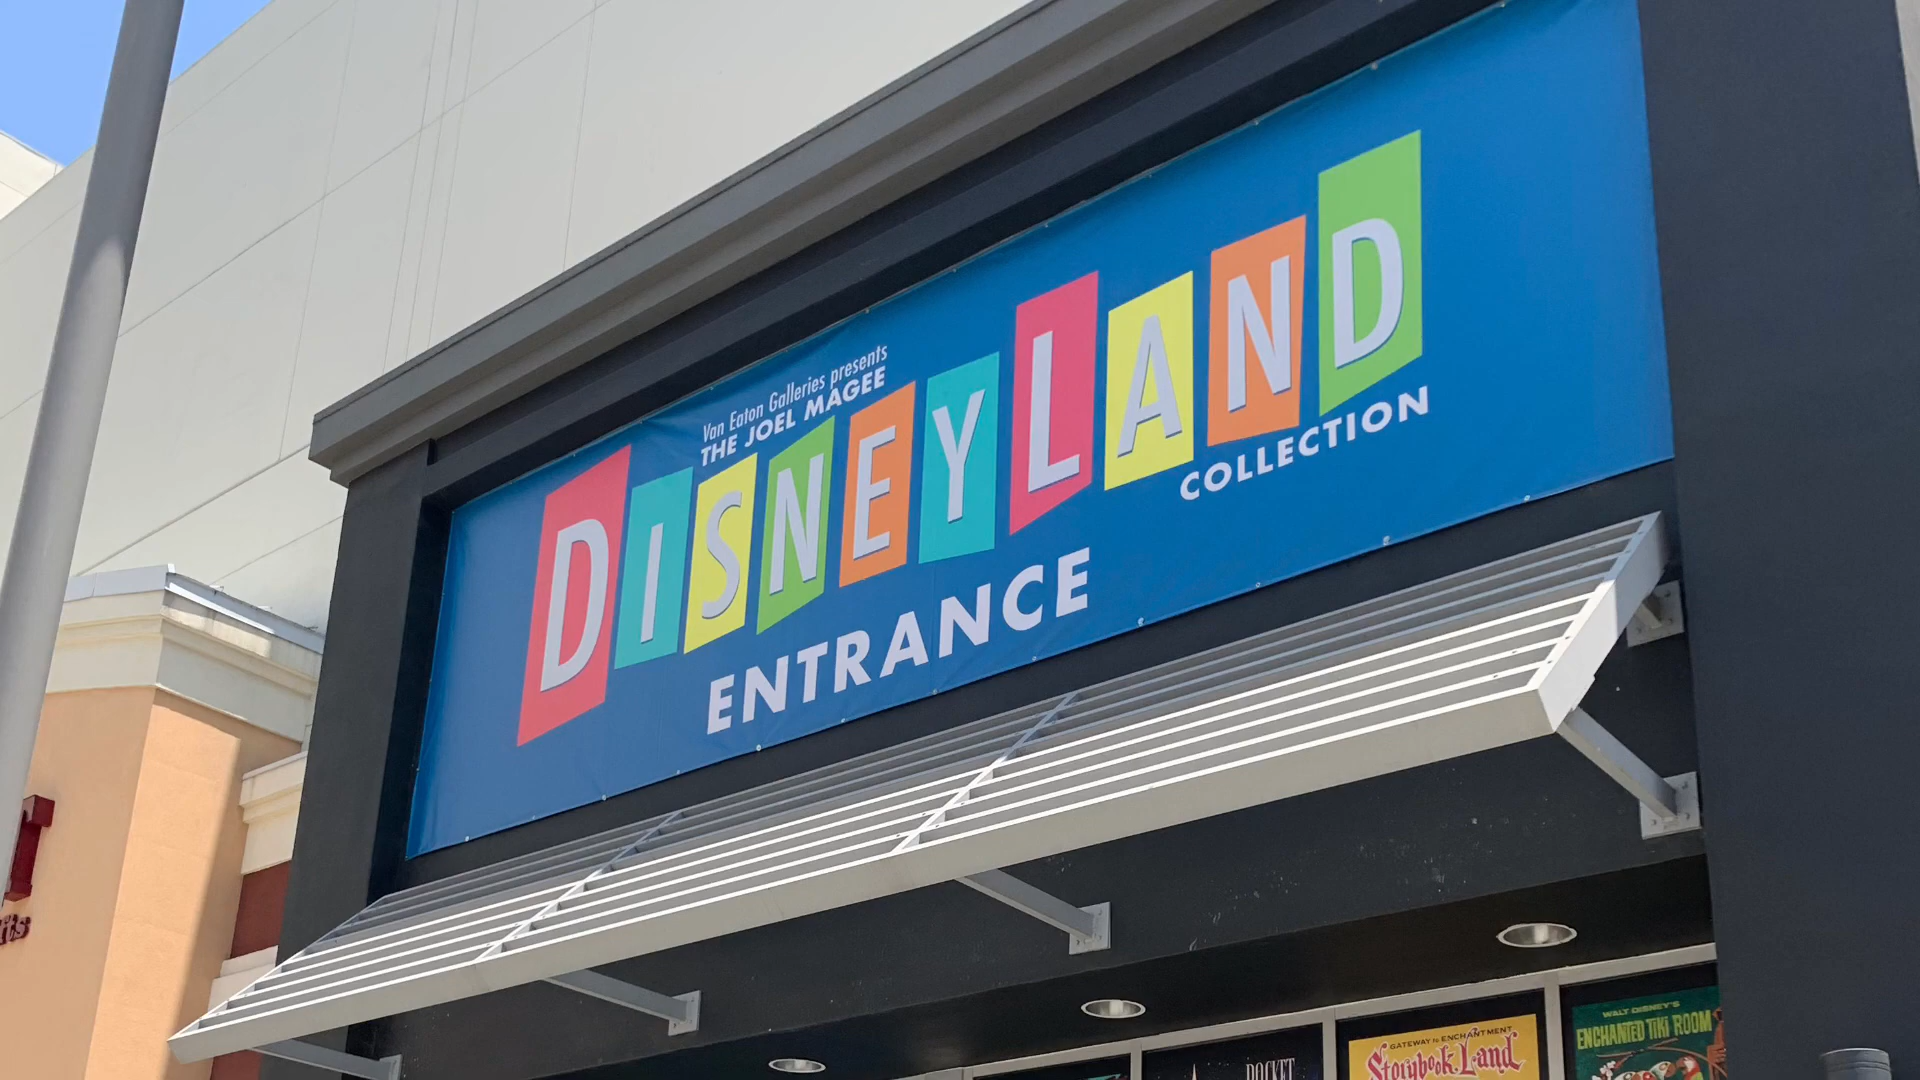 Van Eaton Galleries presents
THE JOEL MAGEE
DISNEYLAND
COLLECTION
ENTRANCE
ROCKET
GATEWAY to ENCHANTMENT
Storybook Land
WALT DISNEY'S
ENCHANTED TIKI ROOM